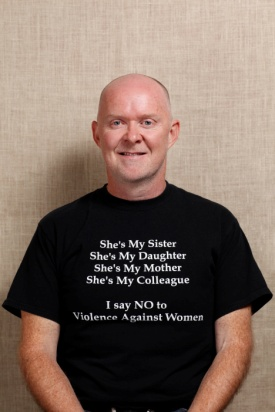 She's My Sister
She's My Daughter
She's My Mother
She's My Colleague
I say NO to
Violence Against Women